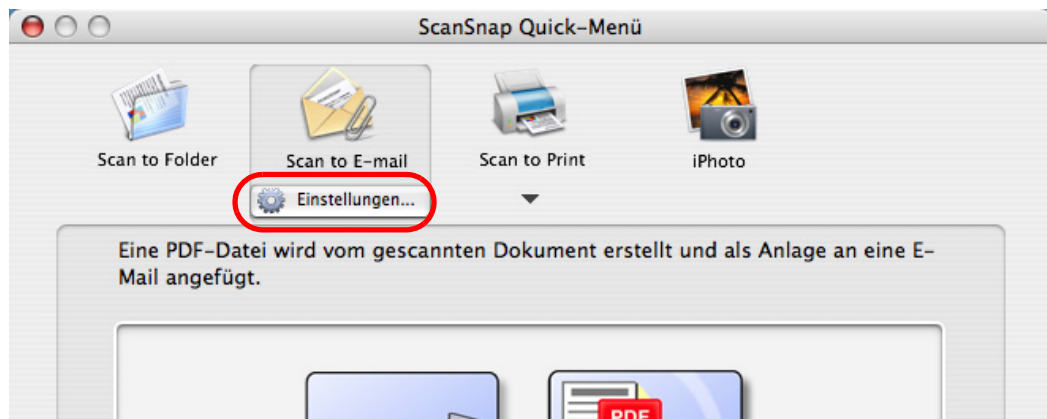 ScanSnap Quick-Menü
Scan to Folder
Scan to E-mail
Scan to Print
iPhoto
Einstellungen...
Eine PDF-Datei wird vom gescannten Dokument erstellt und als Anlage an eine E-
Mail angefügt.
PDF